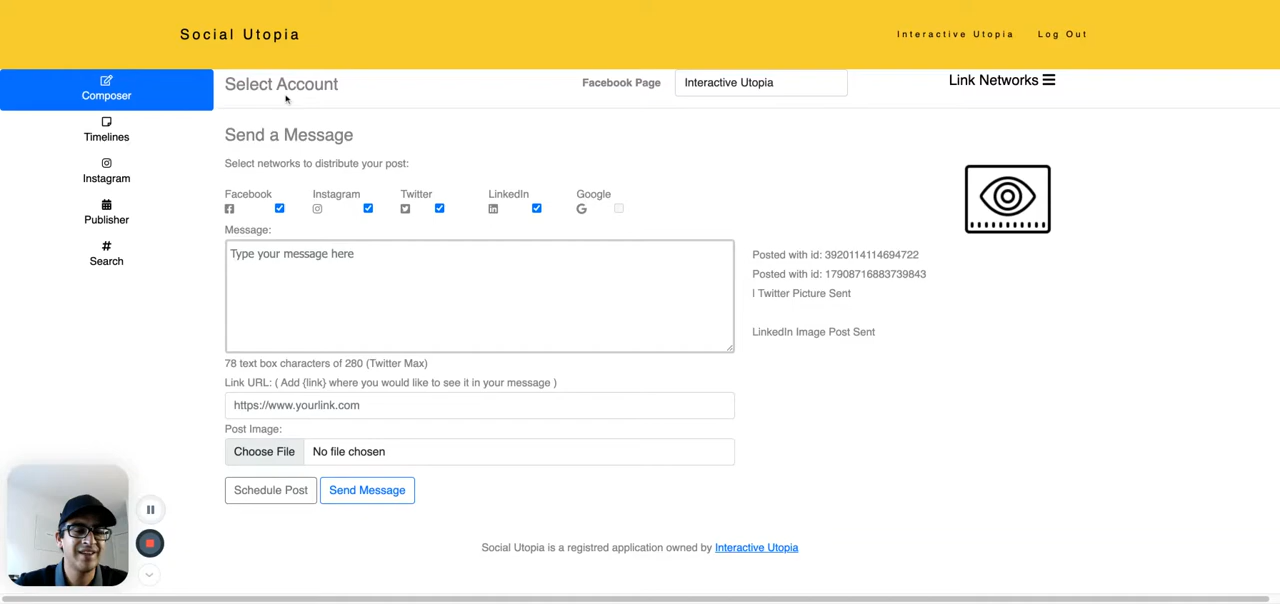 Social Utopia
Interactive Utopia Log Out
Composer
Timelines
Instagram
Publisher
Search
Select Account
Facebook Page Interactive Utopia
Link Networks
Send a Message
Select networks to distribute your post:
Facebook Instagram Twitter LinkedIn Google
Message:
Type your message here
78 text box characters of 280 (Twitter Max)
Link URL: ( Add {link} where you would like to see it in your message )
https://www.yourlink.com
Post Image:
Choose File No file chosen
Schedule Post Send Message
Posted with id: 3920114114694722
Posted with id: 17908716883739843
I Twitter Picture Sent
LinkedIn Image Post Sent
Social Utopia is a registred application owned by Interactive Utopia